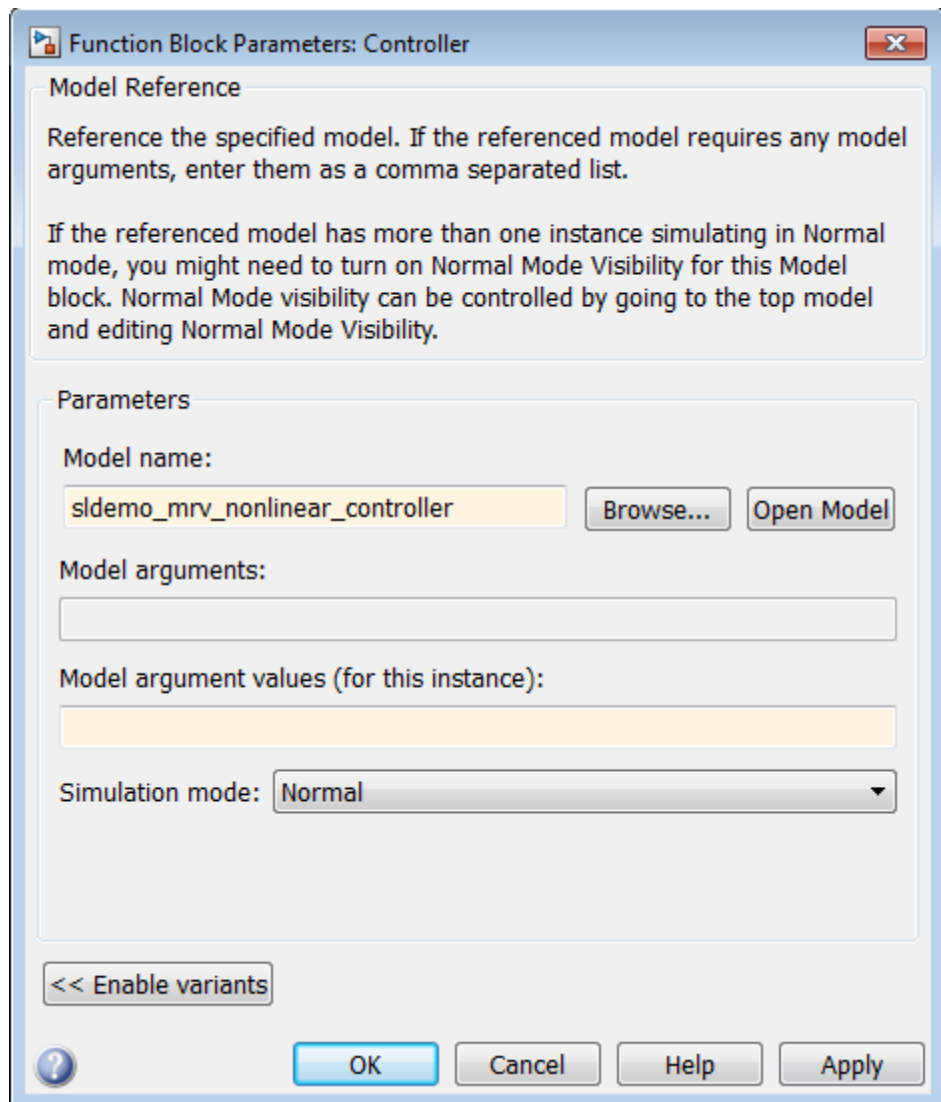 Function Block Parameters: Controller
Model Reference
Reference the specified model. If the referenced model requires any model
arguments, enter them as a comma separated list.
If the referenced model has more than one instance simulating in Normal
mode, you might need to turn on Normal Mode Visibility for this Model
block. Normal Mode visibility can be controlled by going to the top model
and editing Normal Mode Visibility.
Parameters
Model name:
sldemo_mrv_nonlinear_controller Browse... Open Model
Model arguments:
Model argument values (for this instance):
Simulation mode: Normal
<< Enable variants
? OK Cancel Help Apply